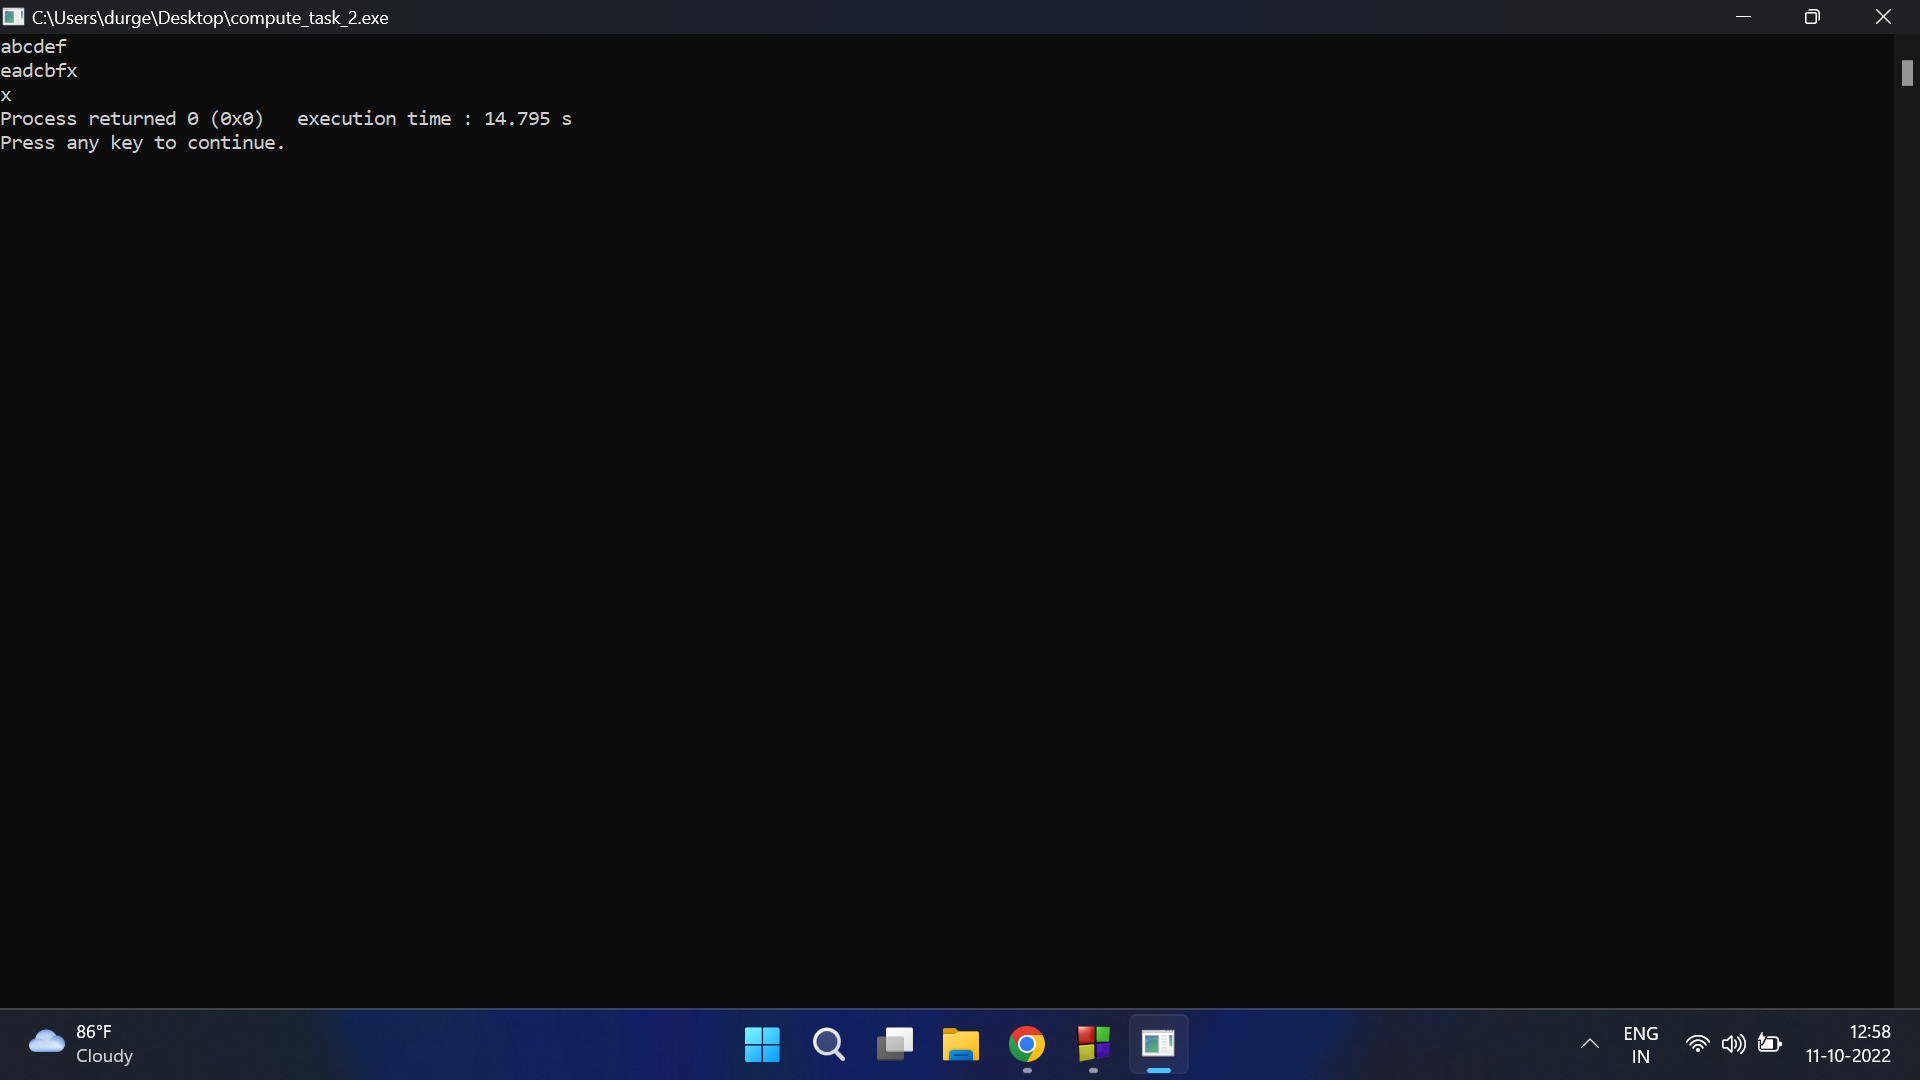 C:\Users\durge\Desktop\compute_task_2.exe
abcdef
eadcbfx
x
Process returned 0 (0x0)   execution time : 14.795 s
Press any key to continue.
86°F
Cloudy
ENG
IN
12:58
11-10-2022